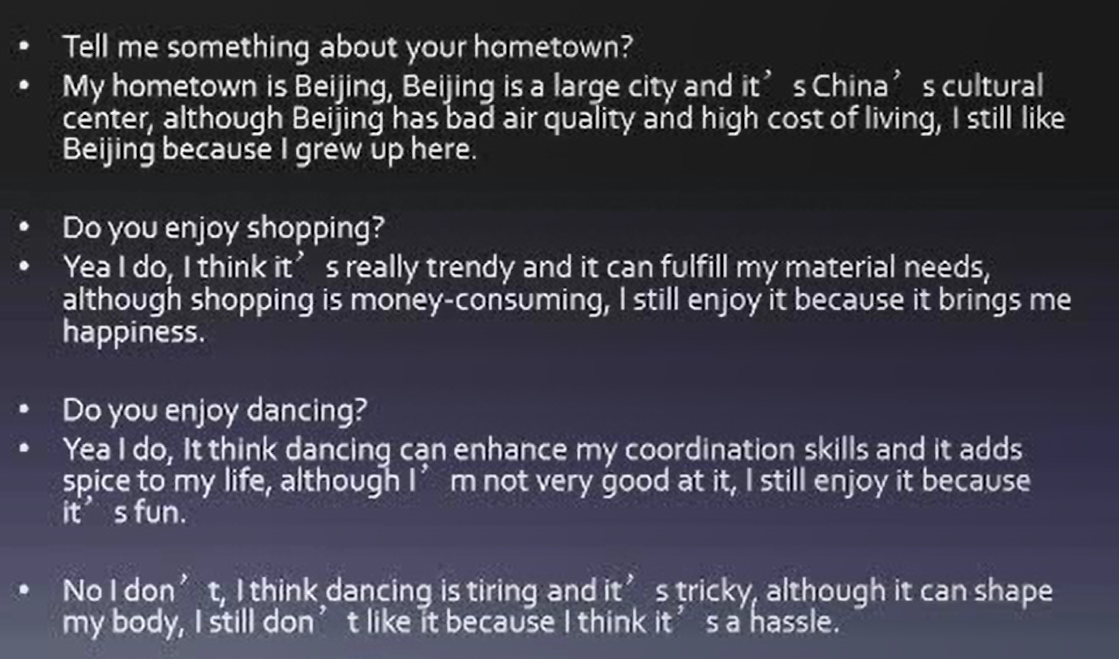 • Tell me something about your hometown?
• My hometown is Beijing, Beijing is a large city and it’s China’s cultural
center, although Beijing has bad air quality and high cost of living, I still like
Beijing because I grew up here.
• Do you enjoy shopping?
• Yea I do, I think it’s really trendy and it can fulfill my material needs,
although shopping is money-consuming, I still enjoy it because it brings me
happiness.
• Do you enjoy dancing?
• Yea I do, It think dancing can enhance my coordination skills and it adds
spice to my life, although I’m not very good at it, I still enjoy it because
it’s fun.
• No I don’t, I think dancing is tiring and it’s tricky, although it can shape
my body, I still don’t like it because I think it’s a hassle.